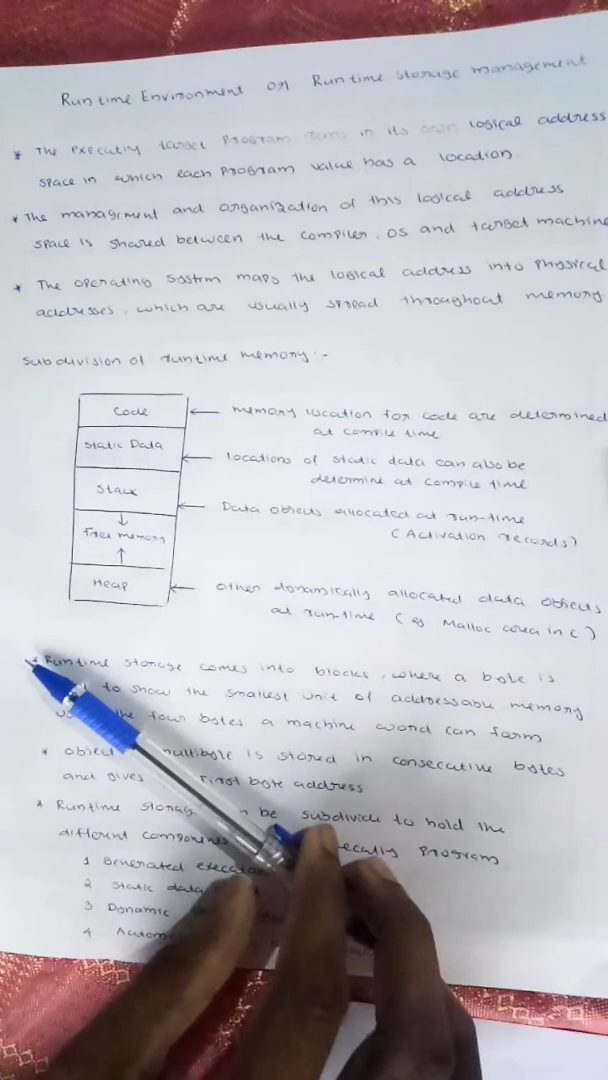 Runtime Environment or Runtime storage management
* The executing target Program runs in its own logical address
space in which each program value has a location
* The management and organization of this logical address
space is shared between the compiler, OS and target machine
* The operating system maps the logical address into physical
addresses, which are usually spread throughout memory
Subdivision of runtime memory:-
Code ← memory location for code are determined
at compile time
Static Data ← locations of static data can also be
determine at compile time
Stack ← Data objects allocated at run-time
(Activation records)
↓
Free memory
↑
Heap ← other dynamically allocated data objects
at run-time (eg Malloc area in C)
* Runtime storage comes into blocks, where a byte is
to show the smallest unit of addressable memory
the four bytes a machine word can form
* object multibyte is stored in consecutive bytes
and gives first byte address
* Runtime storage be subdivide to hold the
different components Program
1 Generated
2 Static data
3 Dynamic
4